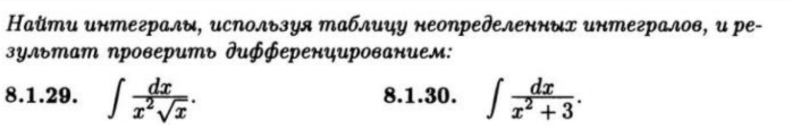 Найти интегралы, используя таблицу неопределенных интегралов, и ре-
зультат проверить дифференцированием:
8.1.29. ∫ dx / (x²√x). 8.1.30. ∫ dx / (x² + 3).